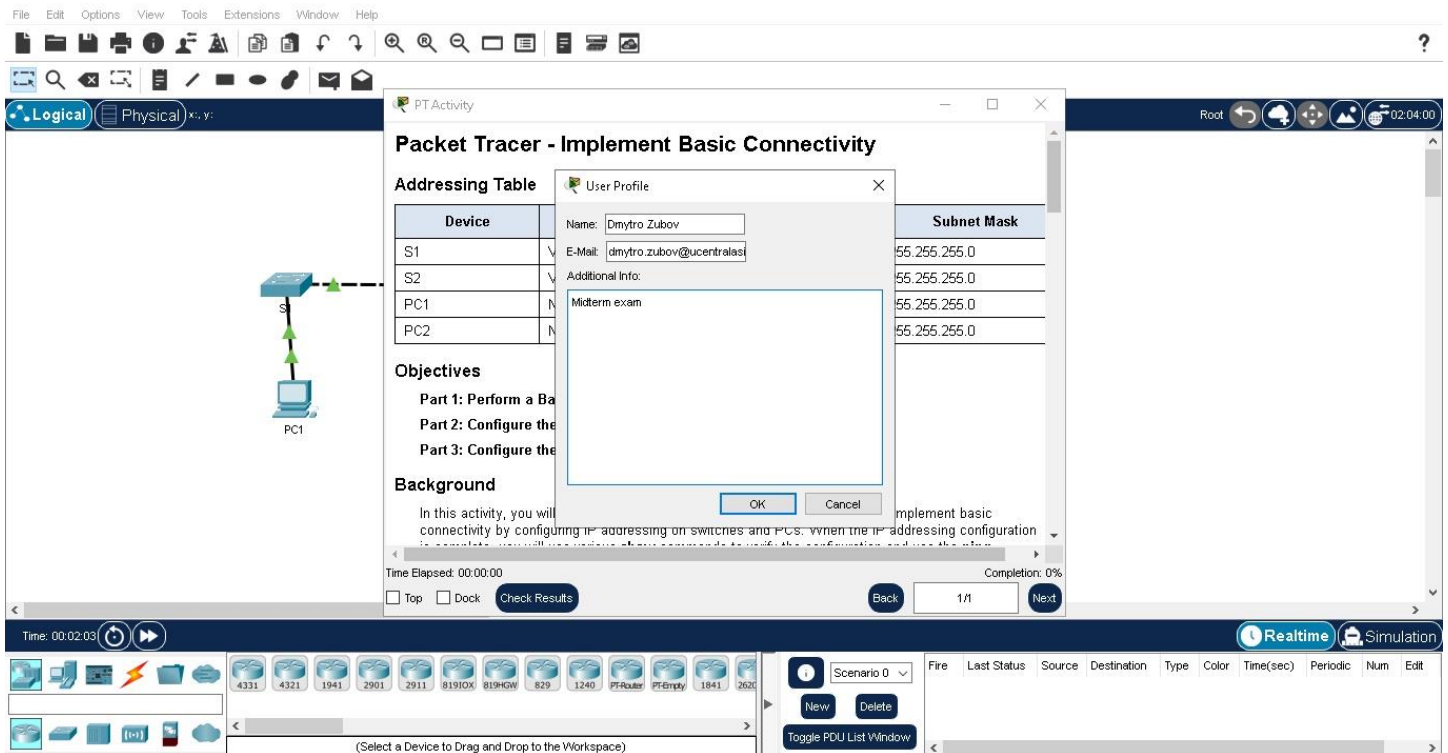 File Edit Options View Tools Extensions Window Help
?
Logical Physical x:, y:
Root 02:04:00
PT Activity
Packet Tracer - Implement Basic Connectivity
Addressing Table
Device Subnet Mask
S1 55.255.255.0
S2 55.255.255.0
PC1 55.255.255.0
PC2 55.255.255.0
User Profile
Name: Dmytro Zubov
E-Mail: dmytro.zubov@ucentralasi
Additional Info:
Midterm exam
OK Cancel
Objectives
Part 1: Perform a Ba
Part 2: Configure the
Part 3: Configure the
Background
In this activity, you will mplement basic
connectivity by configuring IP addressing on switches and PCs. When the IP addressing configuration
Time Elapsed: 00:00:00 Completion: 0%
Top Dock Check Results Back 1/1 Next
PC1
Time: 00:02:03 Realtime Simulation
4331 4321 1941 2901 2911 819IOX 819HGW 829 1240 PT-Router PT-Empty 1841 262
(Select a Device to Drag and Drop to the Workspace)
Scenario 0
New Delete
Toggle PDU List Window
Fire Last Status Source Destination Type Color Time(sec) Periodic Num Edit